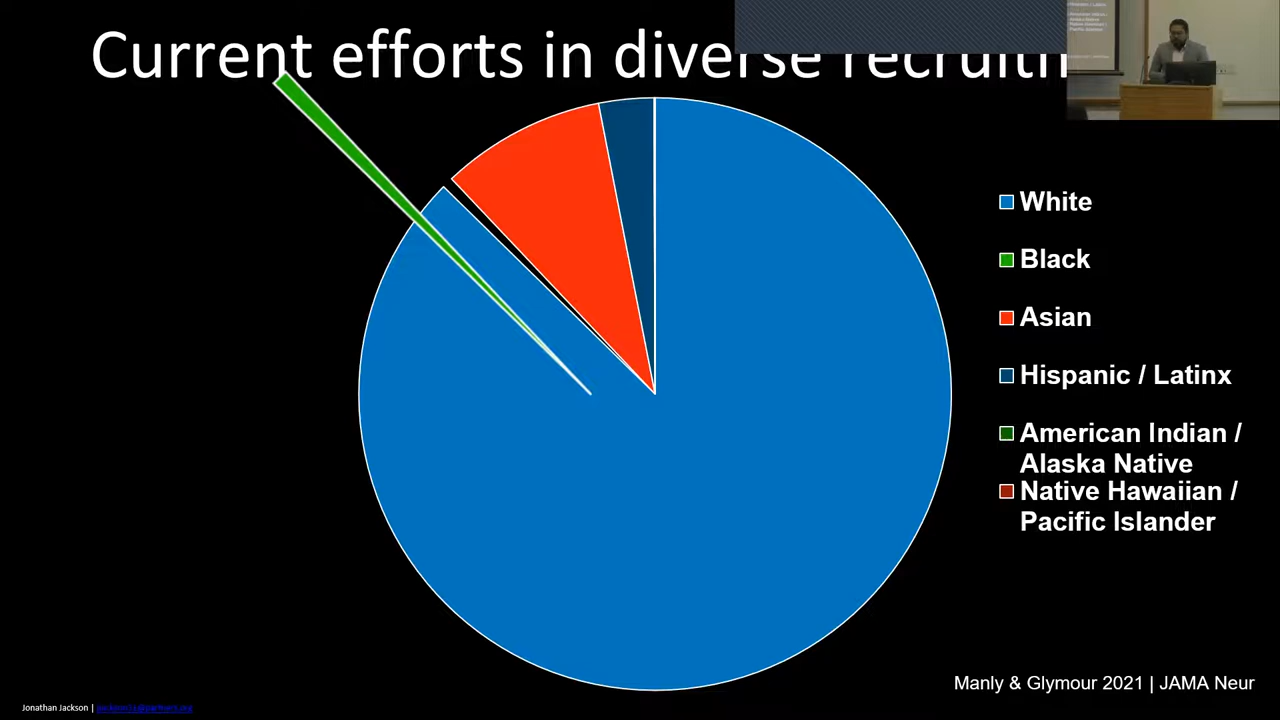 Current efforts in diverse recruitm
White
Black
Asian
Hispanic / Latinx
American Indian /
Alaska Native
Native Hawaiian /
Pacific Islander
Manly & Glymour 2021 | JAMA Neur
Jonathan Jackson |